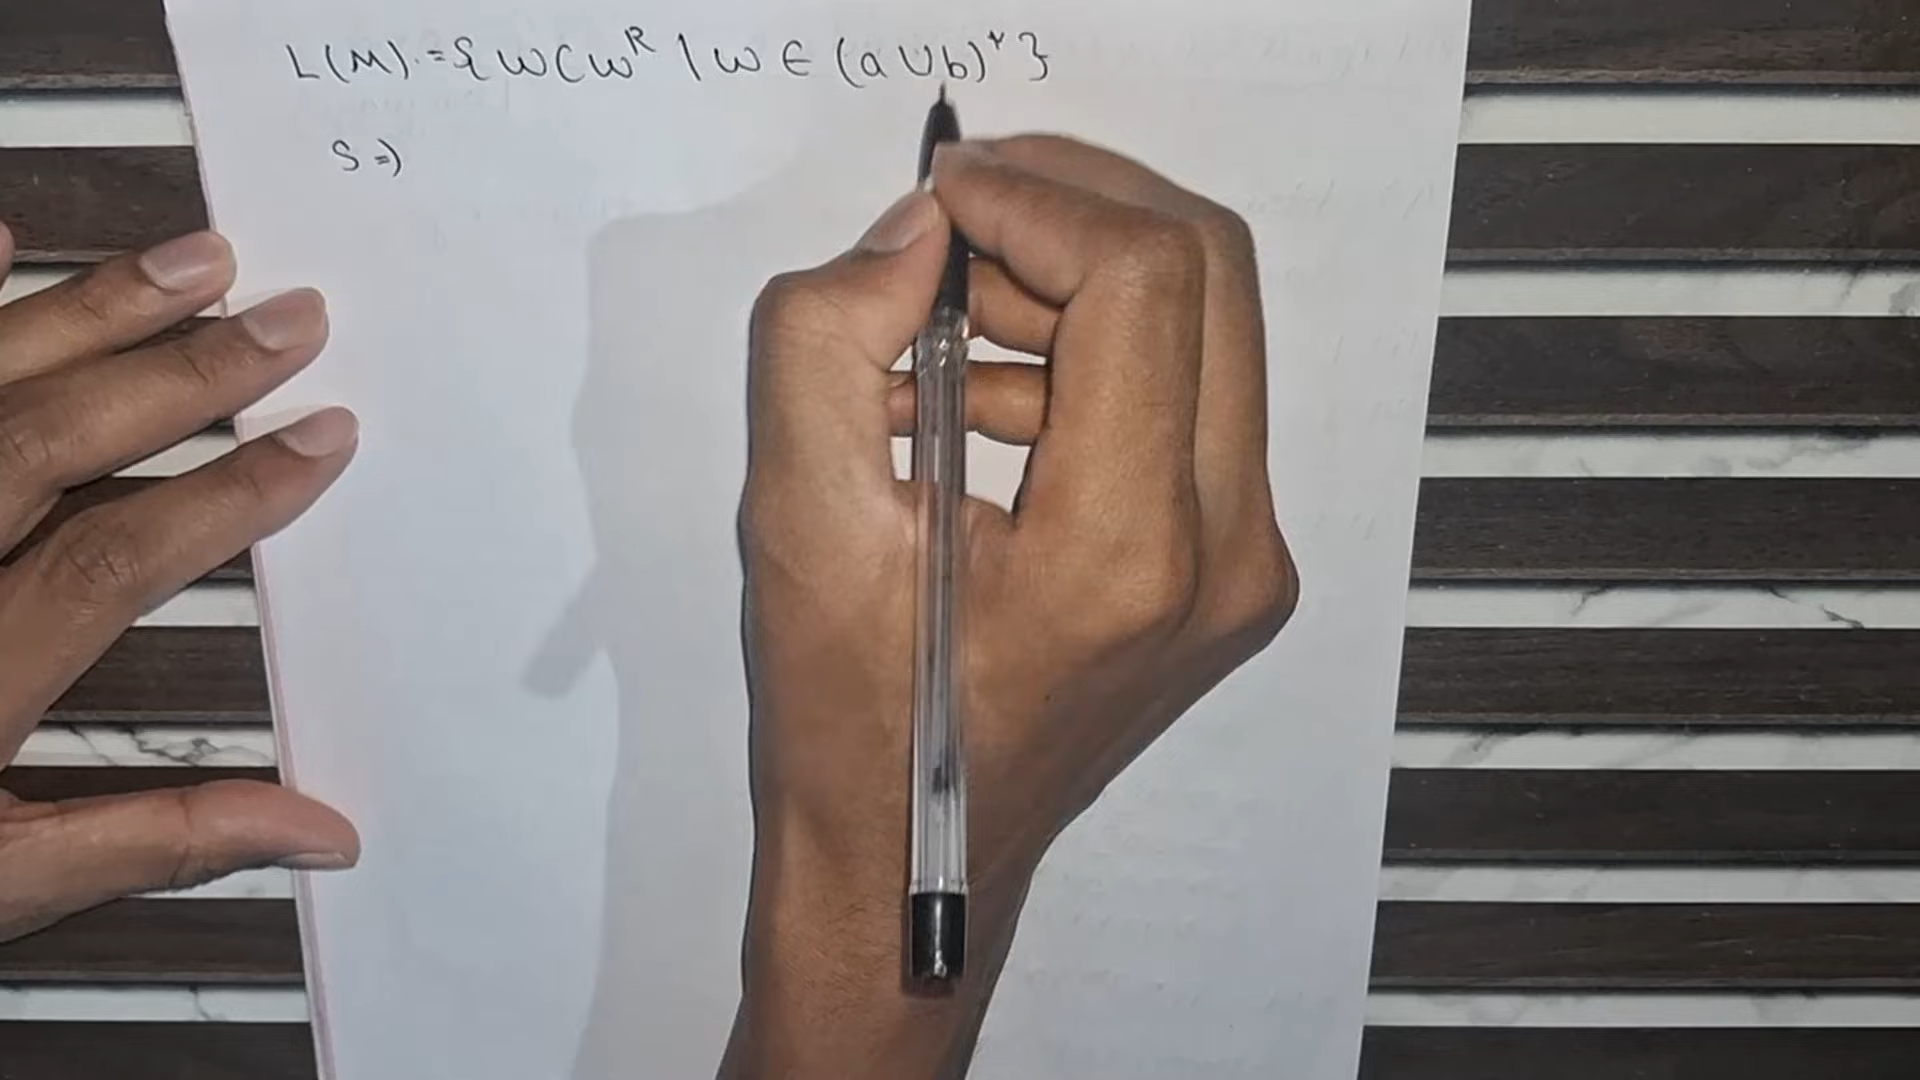 L(M) = { wcw^R | w ∈ (a∪b)^* }
S ⇒